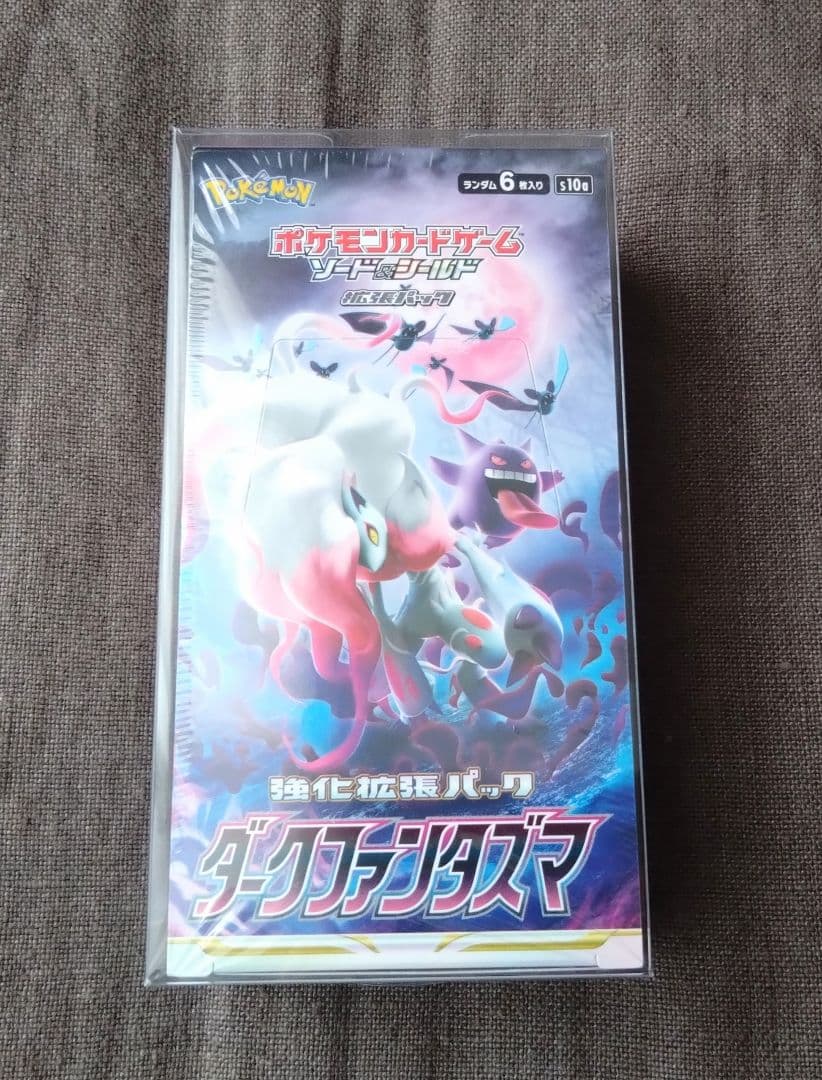 Pokémon
ランダム6枚入り s10a
ポケモンカードゲーム
ソード&シールド
拡張パック
強化拡張パック
ダークファンタズマ